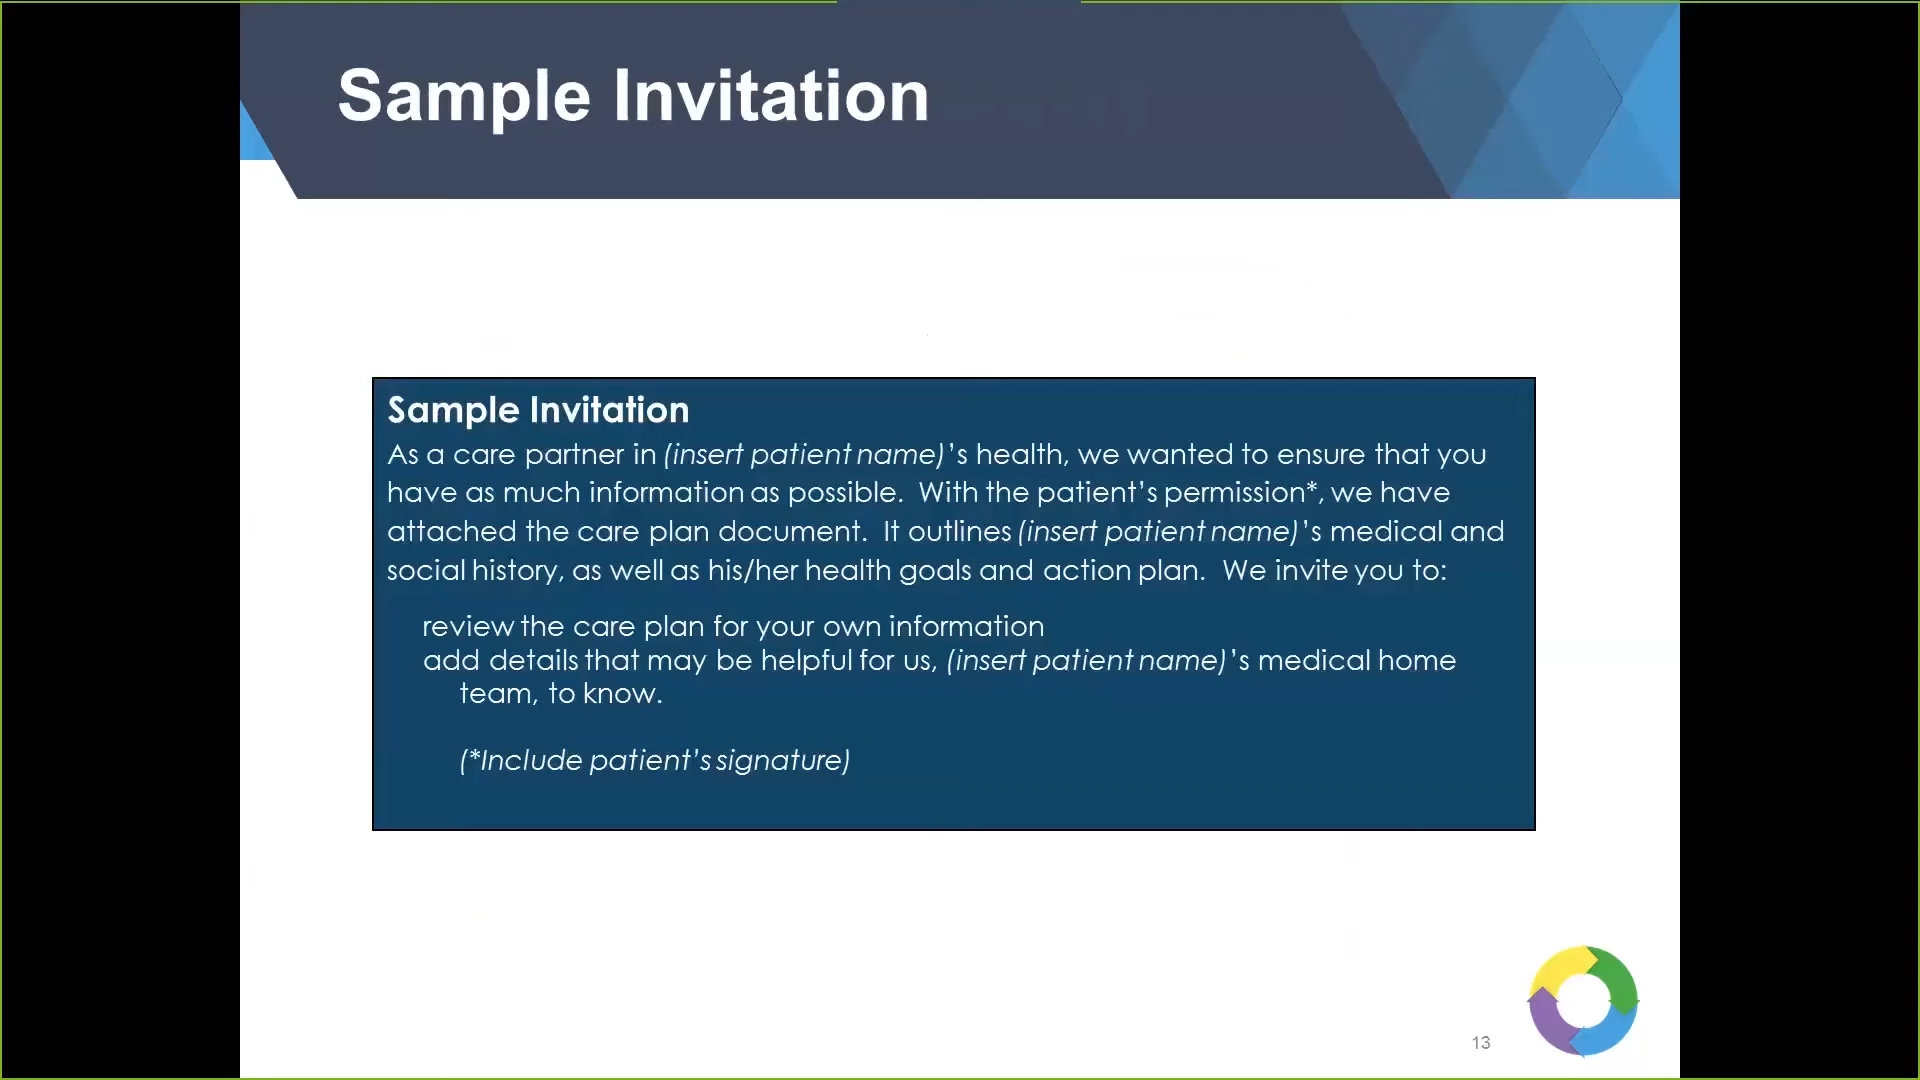 Sample Invitation
Sample Invitation
As a care partner in (insert patient name)’s health, we wanted to ensure that you
have as much information as possible.  With the patient’s permission*, we have
attached the care plan document.  It outlines (insert patient name)’s medical and
social history, as well as his/her health goals and action plan.  We invite you to:
review the care plan for your own information
add details that may be helpful for us, (insert patient name)’s medical home
team, to know.
(*Include patient’s signature)
13